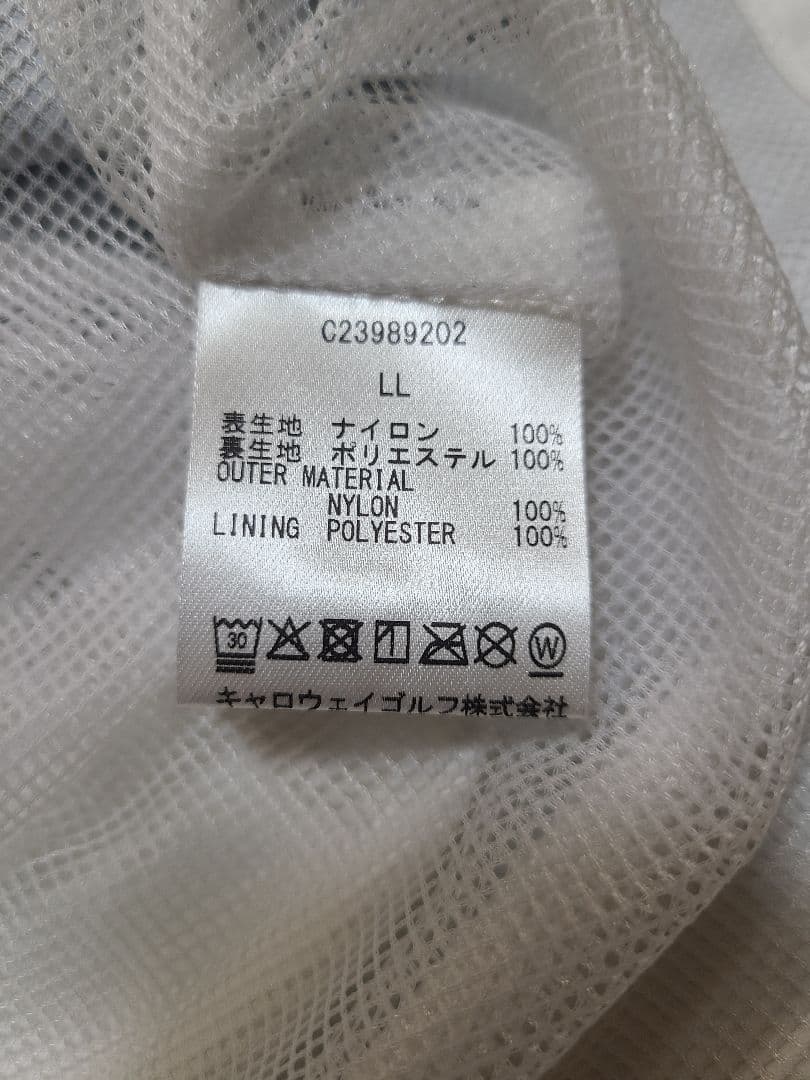 C23989202
LL
表生地 ナイロン 100%
裏生地 ポリエステル 100%
OUTER MATERIAL
NYLON 100%
LINING POLYESTER 100%
30
W
キャロウェイゴルフ株式会社